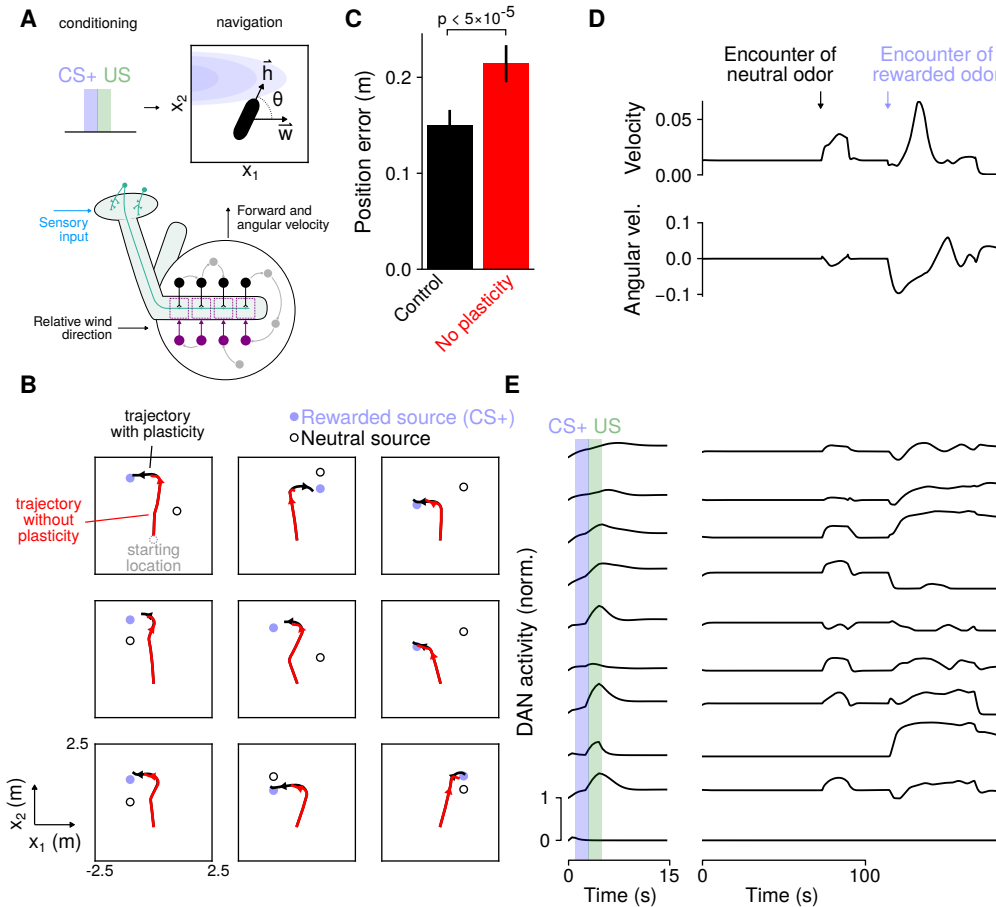 A
conditioning
navigation
CS+ US
x2
h
θ
w
x1
Sensory
input
Forward and
angular velocity
Relative wind
direction
C
p < 5×10-5
Position error (m)
0.2
0.1
0.0
Control
No plasticity
D
Encounter of
neutral odor
Encounter of
rewarded odor
Velocity
0.05
0.00
Angular vel.
0.1
0.0
−0.1
B
trajectory
with plasticity
Rewarded source (CS+)
Neutral source
trajectory
without
plasticity
starting
location
2.5
x2 (m)
x1 (m)
-2.5
2.5
E
CS+ US
DAN activity (norm.)
1
0
0
15
Time (s)
100
Time (s)